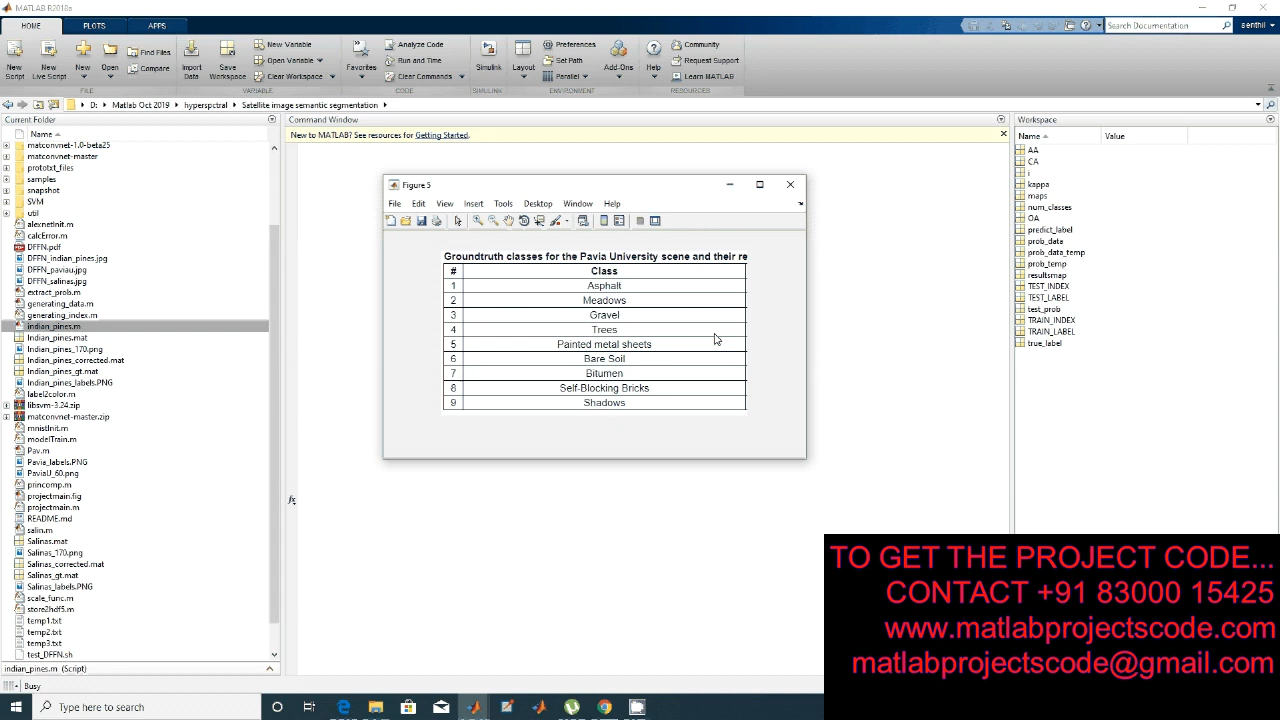 MATLAB R2018a
HOME
PLOTS
APPS
Search Documentation
senthil
New Script
New Live Script
New
Open
Find Files
Compare
Import Data
Save Workspace
New Variable
Open Variable
Clear Workspace
Favorites
Analyze Code
Run and Time
Clear Commands
Simulink
Layout
Preferences
Set Path
Parallel
Add-Ons
Help
Community
Request Support
Learn MATLAB
FILE
VARIABLE
CODE
SIMULINK
ENVIRONMENT
RESOURCES
D: ▸ Matlab Oct 2019 ▸ hyperspctral ▸ Satellite image semantic segmentation ▸
Current Folder
Name
matconvnet-1.0-beta25
matconvnet-master
prototxt_files
samples
snapshot
SVM
util
alexnetInit.m
calcError.m
DFFN.pdf
DFFN_indian_pines.jpg
DFFN_paviau.jpg
DFFN_salinas.jpg
extract_prob.m
generating_data.m
generating_index.m
indian_pines.m
Indian_pines.mat
Indian_pines_170.png
Indian_pines_corrected.mat
Indian_pines_gt.mat
Indian_pines_labels.PNG
label2color.m
libsvm-3.24.zip
matconvnet-master.zip
mnistInit.m
modelTrain.m
Pav.m
Pavia_labels.PNG
PaviaU_60.png
princomp.m
projectmain.fig
projectmain.m
README.md
salin.m
Salinas.mat
Salinas_170.png
Salinas_corrected.mat
Salinas_gt.mat
Salinas_labels.PNG
scale_func.m
store2hdf5.m
temp1.txt
temp2.txt
temp3.txt
test_DFFN.sh
indian_pines.m (Script)
Busy
Command Window
New to MATLAB? See resources for Getting Started.
fx
Figure 5
File Edit View Insert Tools Desktop Window Help
Groundtruth classes for the Pavia University scene and their re
# Class
1 Asphalt
2 Meadows
3 Gravel
4 Trees
5 Painted metal sheets
6 Bare Soil
7 Bitumen
8 Self-Blocking Bricks
9 Shadows
Workspace
Name Value
AA
CA
i
kappa
maps
num_classes
OA
predict_label
prob_data
prob_data_temp
prob_temp
resultsmap
TEST_INDEX
TEST_LABEL
test_prob
TRAIN_INDEX
TRAIN_LABEL
true_label
TO GET THE PROJECT CODE...
CONTACT +91 83000 15425
www.matlabprojectscode.com
matlabprojectscode@gmail.com
Type here to search